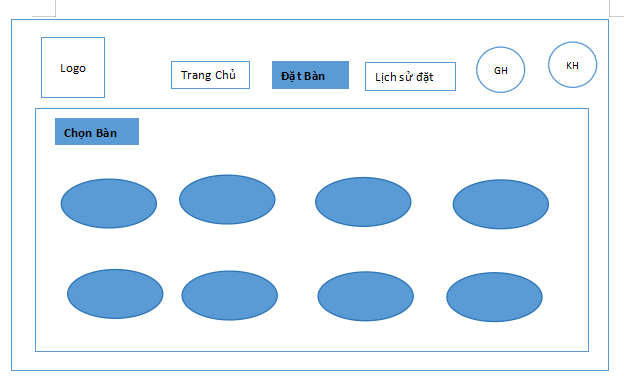 Logo
Trang Chủ
Đặt Bàn
Lịch sử đặt
GH
KH
Chọn Bàn